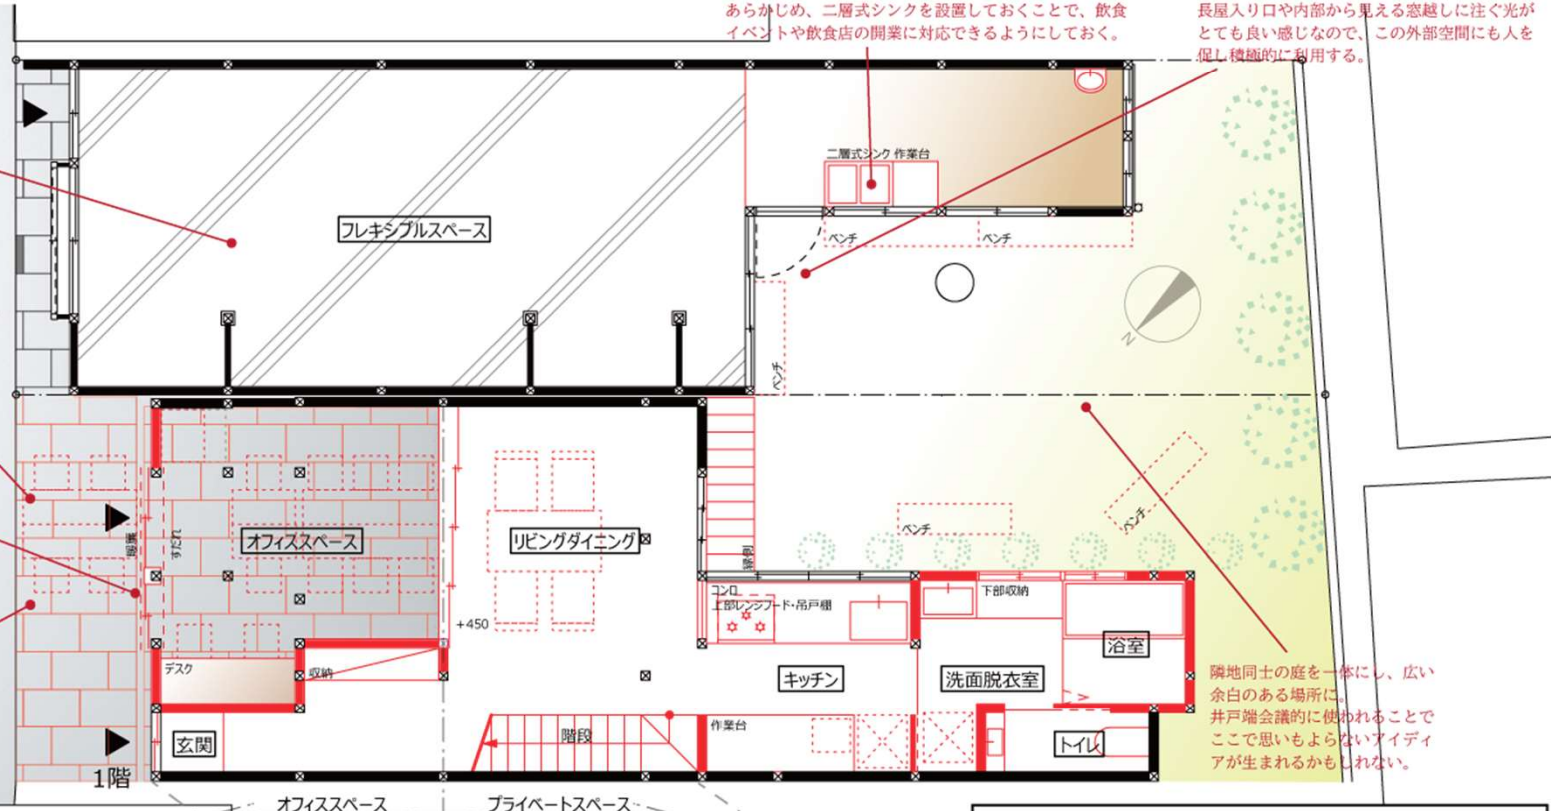 あらかじめ、二層式シンクを設置しておくことで、飲食
イベントや飲食店の開業に対応できるようにしておく。
長屋入り口や内部から見える窓越しに注ぐ光が
とても良い感じなので、この外部空間にも人を
促し積極的に利用する。
二層式シンク 作業台
フレキシブルスペース
ベンチ
ベンチ
ベンチ
N
オフィススペース
すだれ
リビングダイニング
ベンチ
ベンチ
縁側
コンロ
上部レンジフード・吊戸棚
下部収納
+450
浴室
デスク
収納
キッチン
洗面脱衣室
隣地同士の庭を一体にし、広い
余白のある場所に。
井戸端会議的に使われることで
ここで思いもよらないアイディ
アが生まれるかもしれない。
玄関
階段
作業台
トイレ
1階
オフィススペース
プライベートスペース